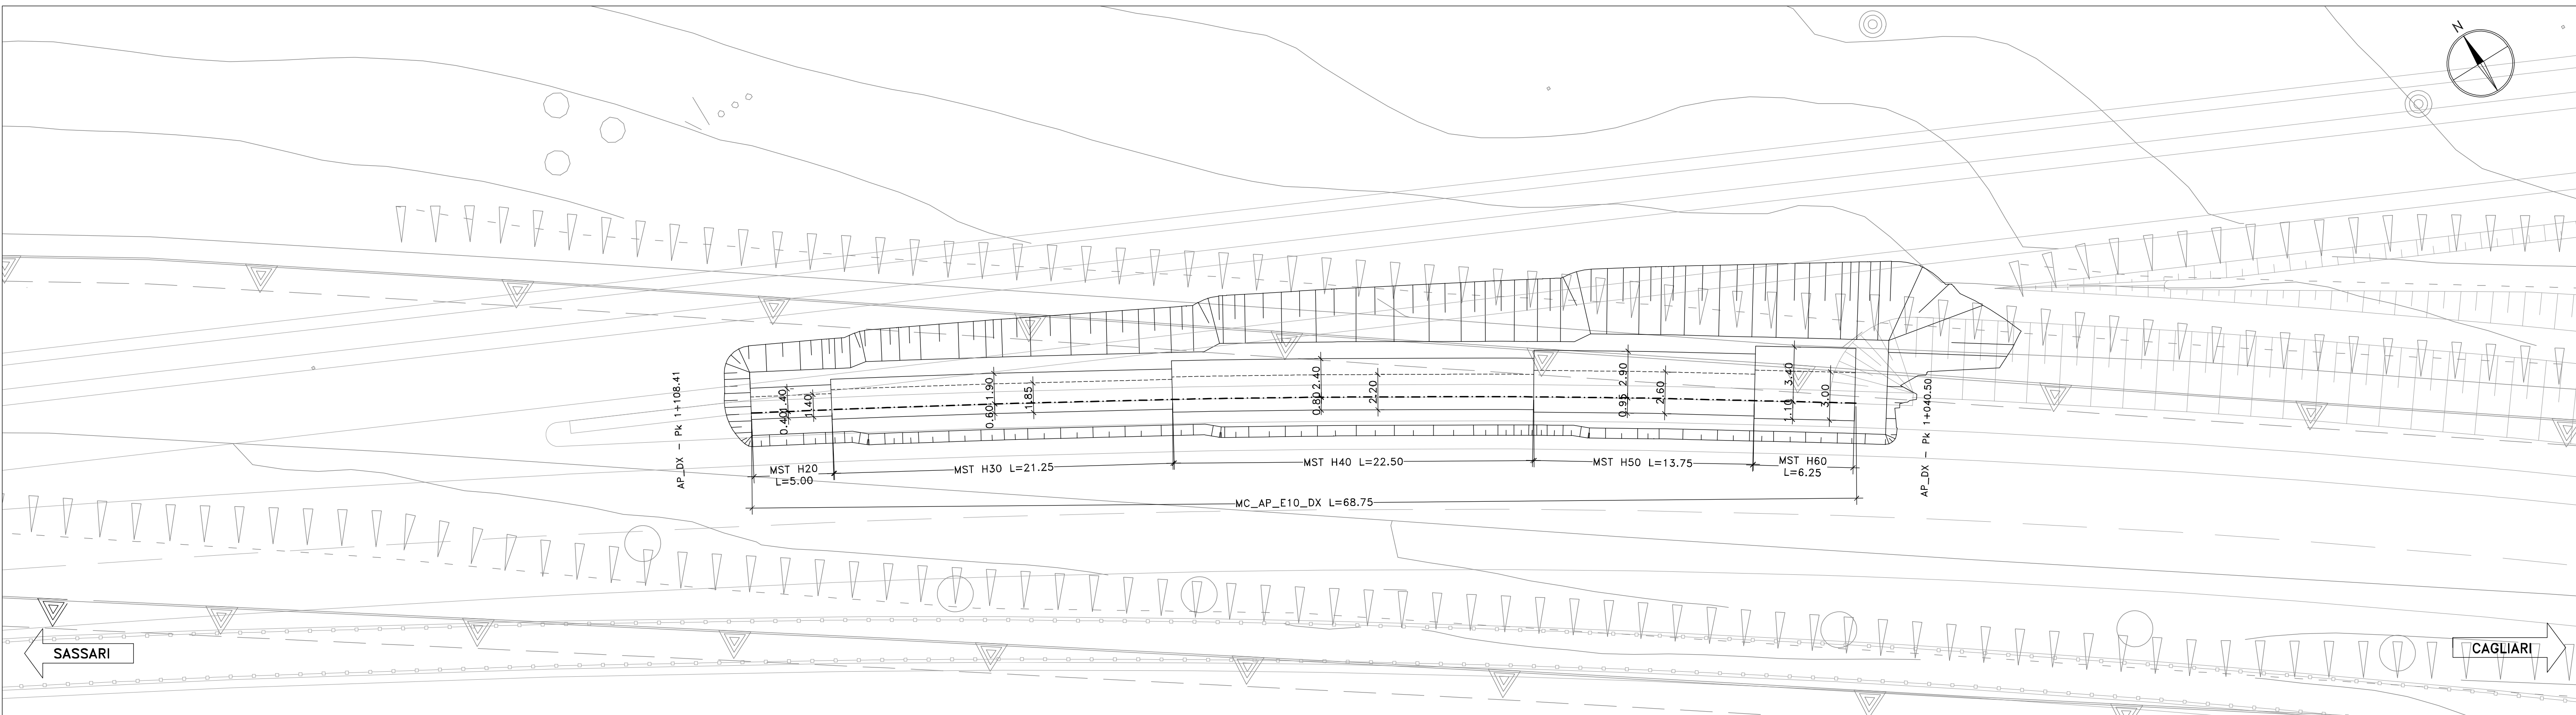 N
AP_DX - Pk 1+108.41
0.40
1.40
1.40
0.60
1.90
1.85
0.80
2.40
2.20
0.95
2.90
2.60
1.10
3.40
3.00
AP_DX - Pk 1+040.50
MST H20
L=5.00
MST H30 L=21.25
MST H40 L=22.50
MST H50 L=13.75
MST H60
L=6.25
MC_AP_E10_DX L=68.75
SASSARI
CAGLIARI